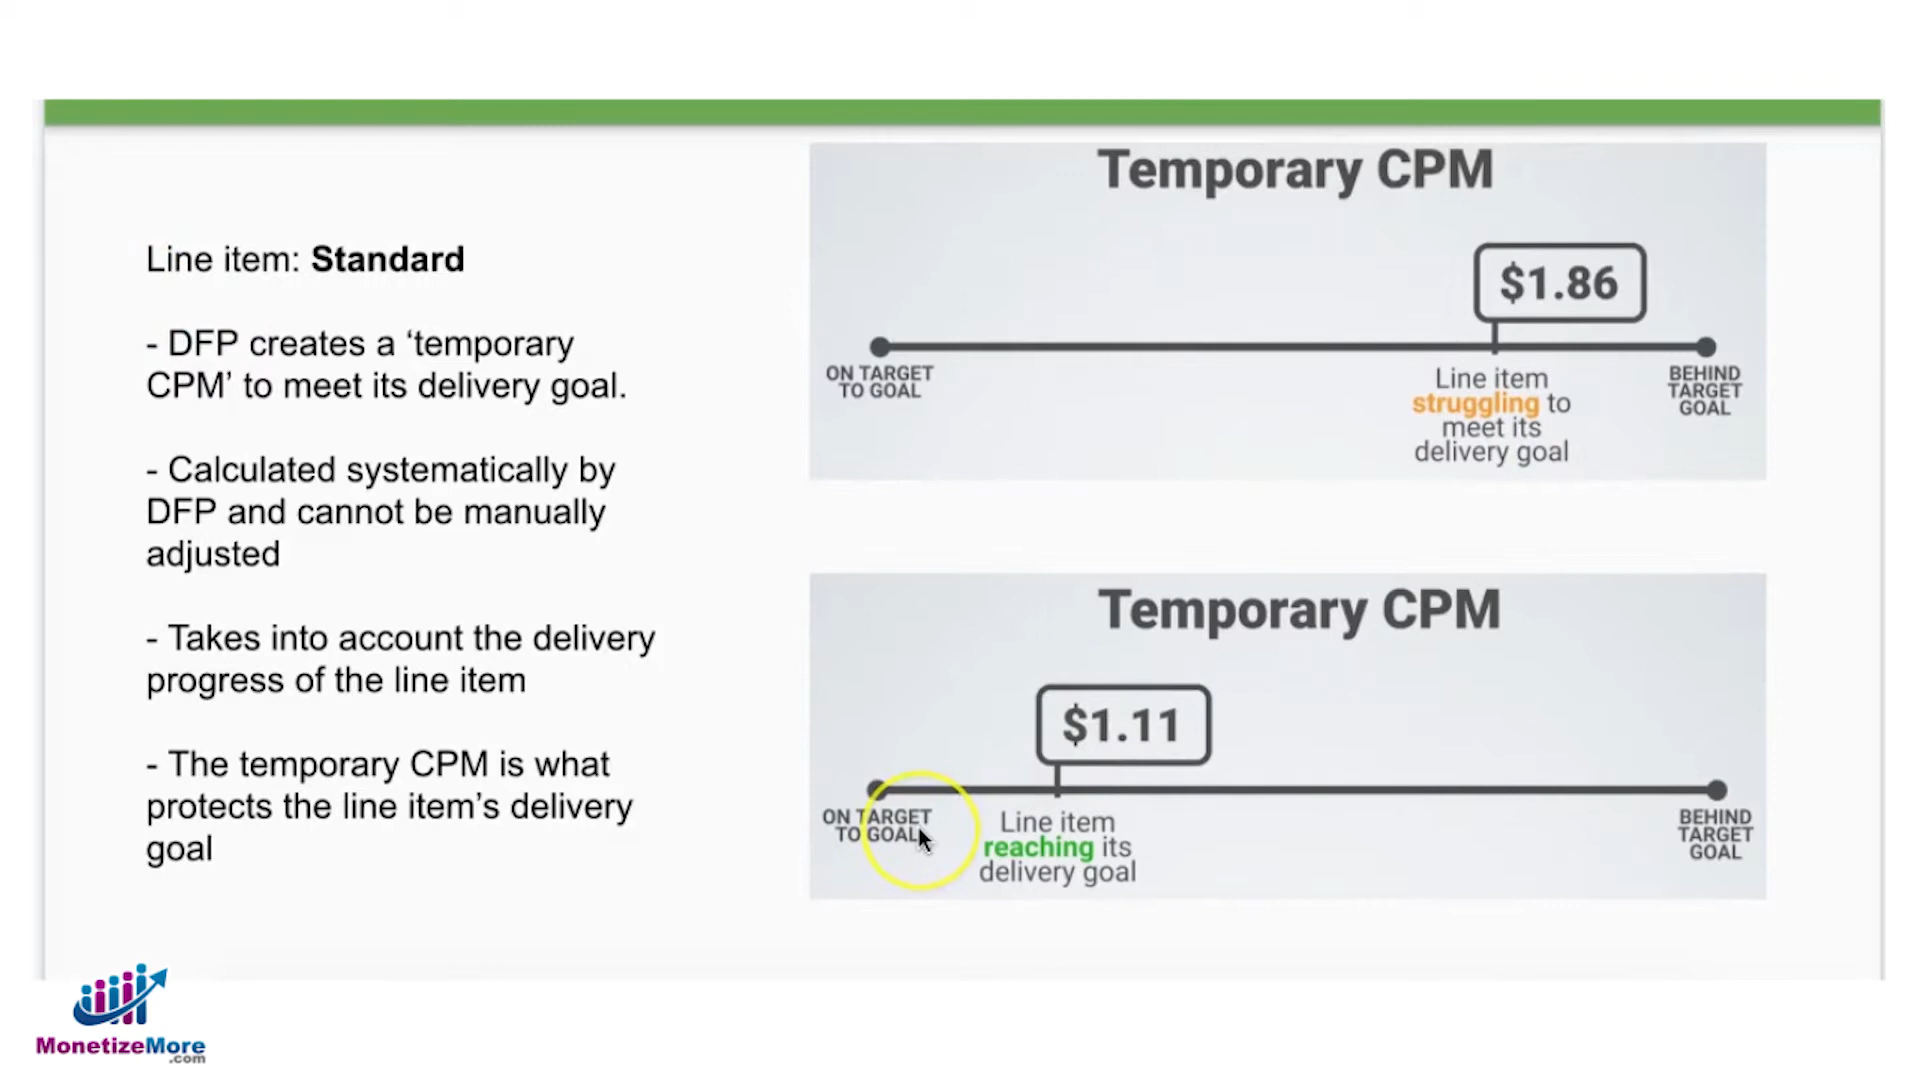 Line item: Standard
- DFP creates a ‘temporary
CPM’ to meet its delivery goal.
- Calculated systematically by
DFP and cannot be manually
adjusted
- Takes into account the delivery
progress of the line item
- The temporary CPM is what
protects the line item’s delivery
goal
Temporary CPM
$1.86
ON TARGET
TO GOAL
Line item
struggling to
meet its
delivery goal
BEHIND
TARGET
GOAL
Temporary CPM
$1.11
ON TARGET
TO GOAL
Line item
reaching its
delivery goal
BEHIND
TARGET
GOAL
MonetizeMore
.com